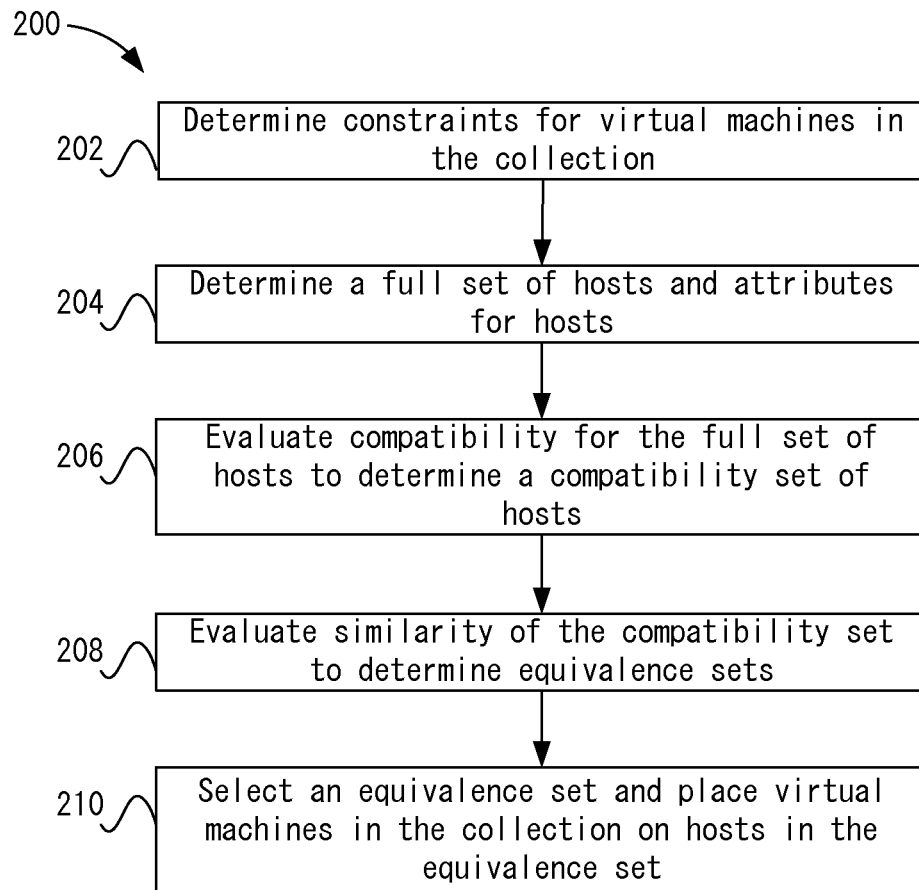 200
202
Determine constraints for virtual machines in
the collection
204
Determine a full set of hosts and attributes
for hosts
206
Evaluate compatibility for the full set of
hosts to determine a compatibility set of
hosts
208
Evaluate similarity of the compatibility set
to determine equivalence sets
210
Select an equivalence set and place virtual
machines in the collection on hosts in the
equivalence set